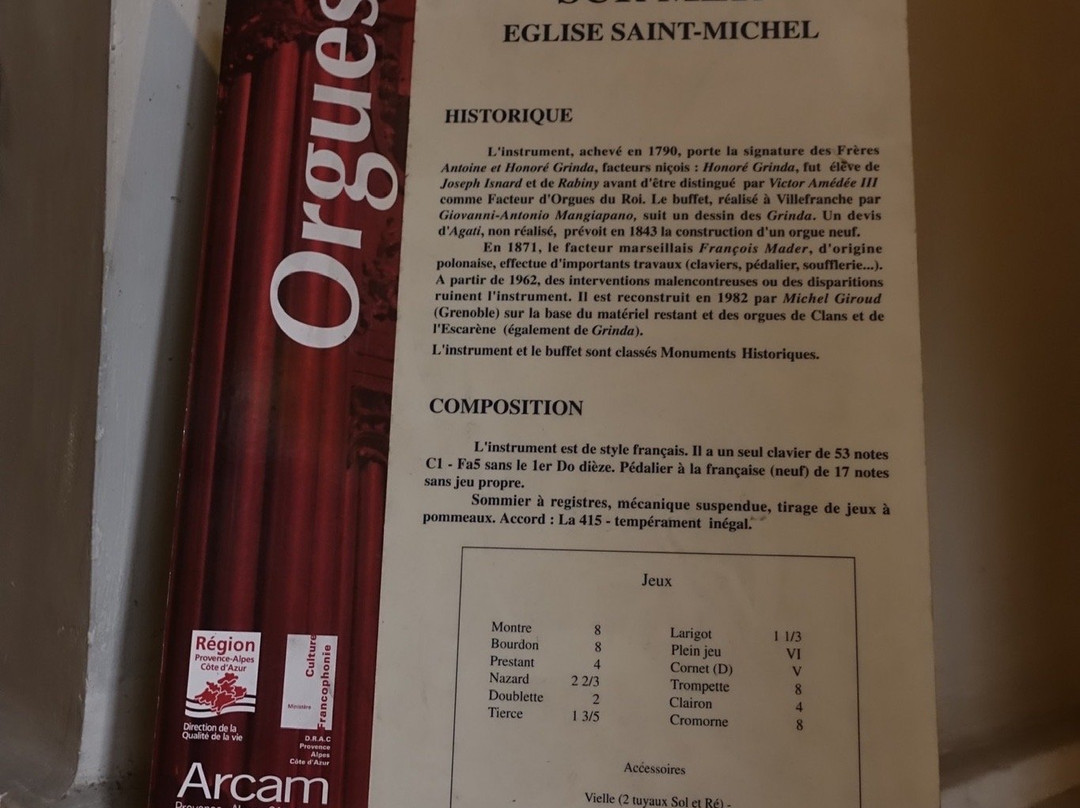 Orgues
EGLISE SAINT-MICHEL
HISTORIQUE
L'instrument, achevé en 1790, porte la signature des Frères
Antoine et Honoré Grinda, facteurs niçois : Honoré Grinda, fut élève de
Joseph Isnard et de Rabiny avant d'être distingué par Victor Amédée III
comme Facteur d'Orgues du Roi. Le buffet, réalisé à Villefranche par
Giovanni-Antonio Mangiapano, suit un dessin des Grinda. Un devis
d'Agati, non réalisé, prévoit en 1843 la construction d'un orgue neuf.
En 1871, le facteur marseillais François Mader, d'origine
polonaise, effectue d'importants travaux (claviers, pédalier, soufflerie...).
A partir de 1962, des interventions malencontreuses ou des disparitions
ruinent l'instrument. Il est reconstruit en 1982 par Michel Giroud
(Grenoble) sur la base du matériel restant et des orgues de Clans et de
l'Escarène (également de Grinda).
L'instrument et le buffet sont classés Monuments Historiques.
COMPOSITION
L'instrument est de style français. Il a un seul clavier de 53 notes
C1 - Fa5 sans le 1er Do dièze. Pédalier à la française (neuf) de 17 notes
sans jeu propre.
Sommier à registres, mécanique suspendue, tirage de jeux à
pommeaux. Accord : La 415 - tempérament inégal.
Jeux
Montre 8
Bourdon 8
Prestant 4
Nazard 2 2/3
Doublette 2
Tierce 1 3/5
Larigot 1 1/3
Plein jeu VI
Cornet (D) V
Trompette 8
Clairon 4
Cromorne 8
Accéssoires
Vielle (2 tuyaux Sol et Ré) -
Région
Provence-Alpes
Côte d'Azur
Direction de la
Qualité de la vie
Ministère
Culture
Francophonie
D.R.A.C
Provence
Alpes
Côte d'Azur
Arcam